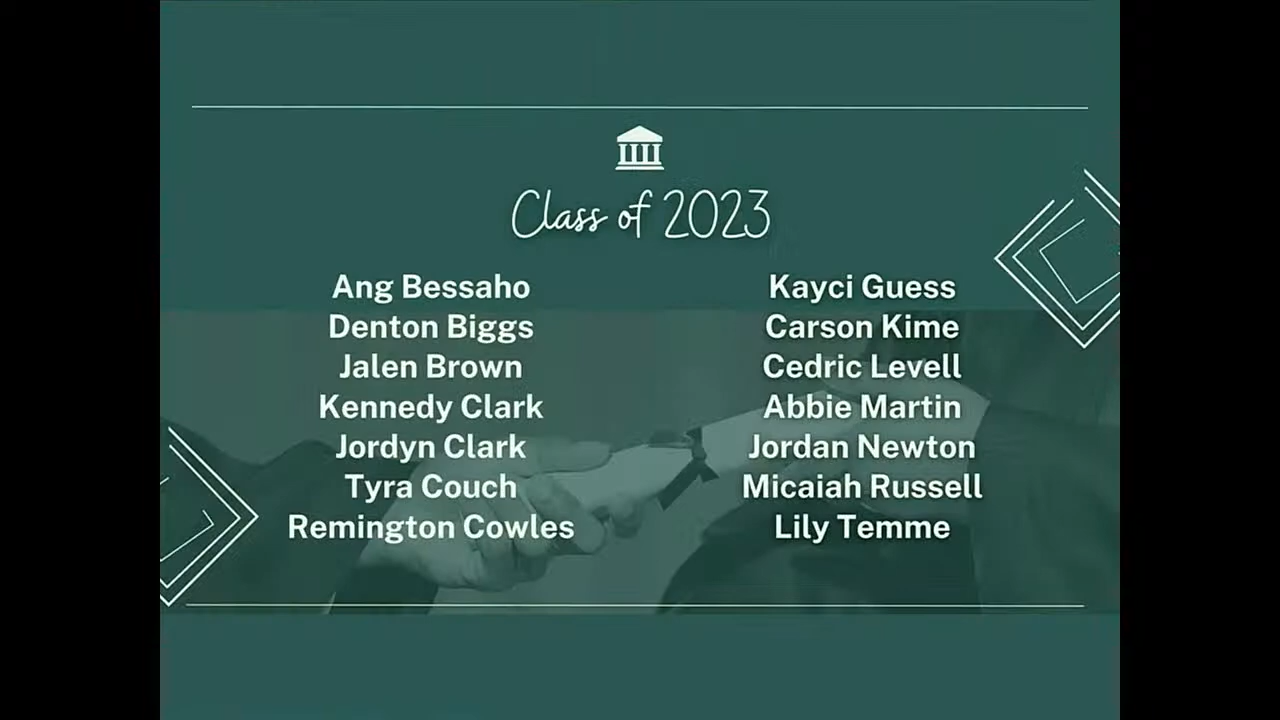 Class of 2023
Ang Bessaho
Denton Biggs
Jalen Brown
Kennedy Clark
Jordyn Clark
Tyra Couch
Remington Cowles
Kayci Guess
Carson Kime
Cedric Levell
Abbie Martin
Jordan Newton
Micaiah Russell
Lily Temme